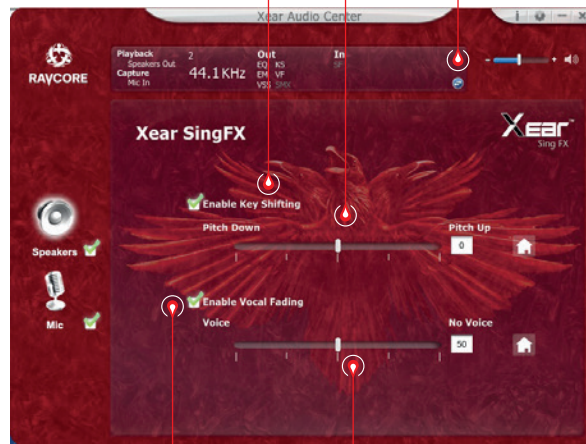 Xear Audio Center
i
RAVCORE
Playback 2 Out In
Speakers Out EQ KS SF
Capture 44.1KHz EM VF
Mic In VSS SMX
- +
Xear SingFX
Xear
Sing FX
Enable Key Shifting
Pitch Down Pitch Up
0
Speakers
Enable Vocal Fading
Mic
Voice No Voice
50